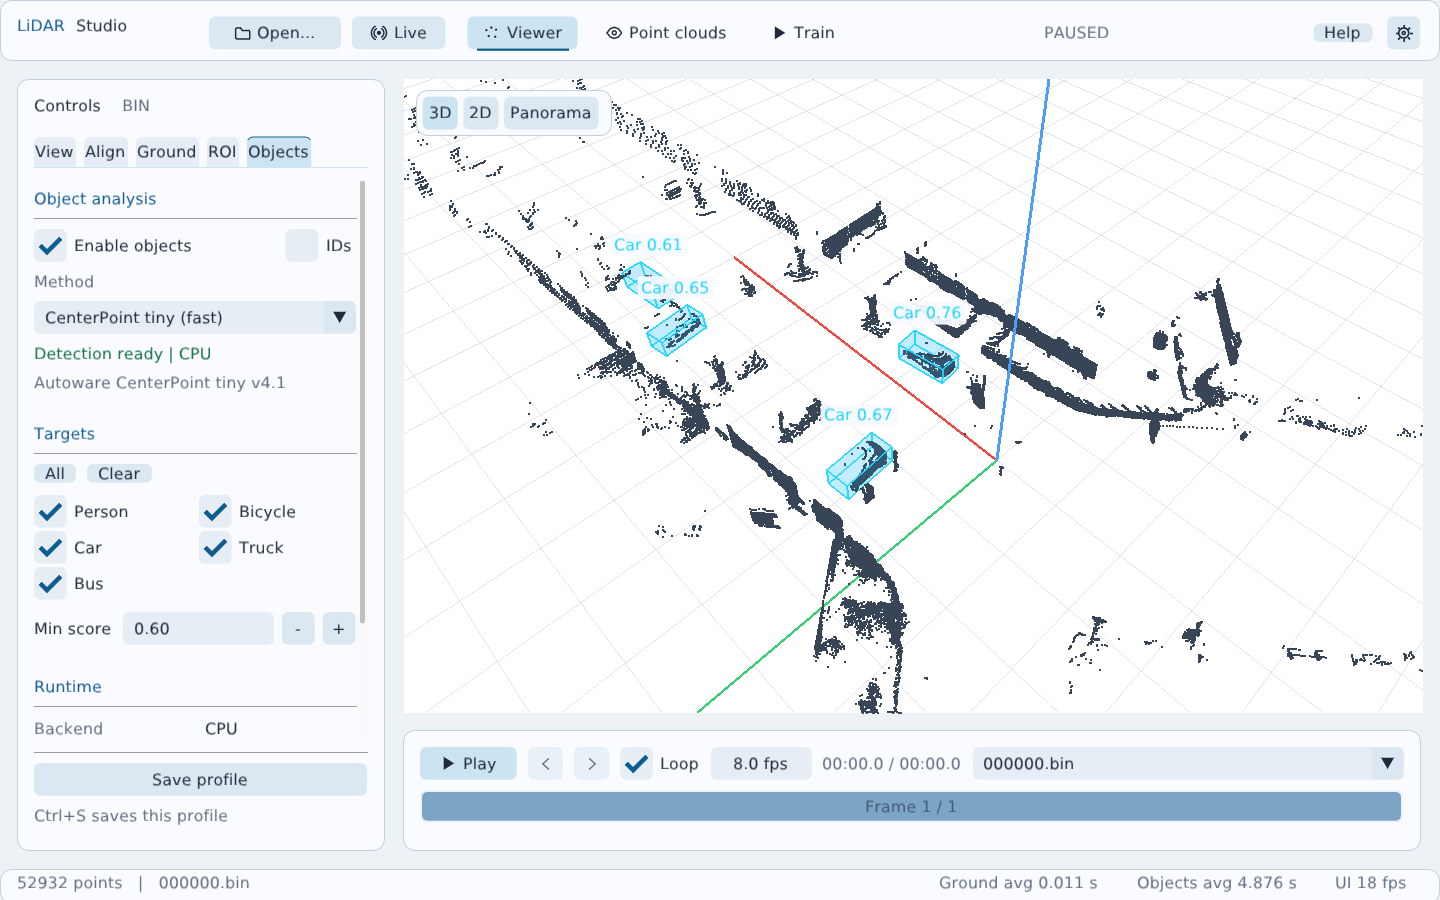 LiDAR Studio
Open...
Live
Viewer
Point clouds
Train
PAUSED
Help
Controls BIN
View Align Ground ROI Objects
Object analysis
Enable objects
IDs
Method
CenterPoint tiny (fast)
Detection ready | CPU
Autoware CenterPoint tiny v4.1
Targets
All Clear
Person Bicycle
Car Truck
Bus
Min score 0.60 - +
Runtime
Backend CPU
Save profile
Ctrl+S saves this profile
3D 2D Panorama
Car 0.61
Car 0.65
Car 0.76
Car 0.67
Play < > Loop 8.0 fps 00:00.0 / 00:00.0 000000.bin
Frame 1 / 1
52932 points | 000000.bin
Ground avg 0.011 s Objects avg 4.876 s UI 18 fps